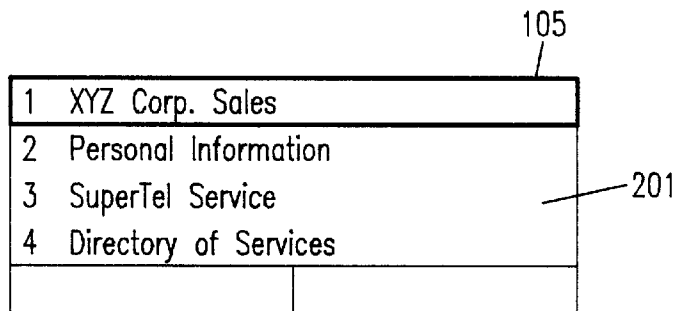 105
1 XYZ Corp. Sales
2 Personal Information
3 SuperTel Service
201
4 Directory of Services